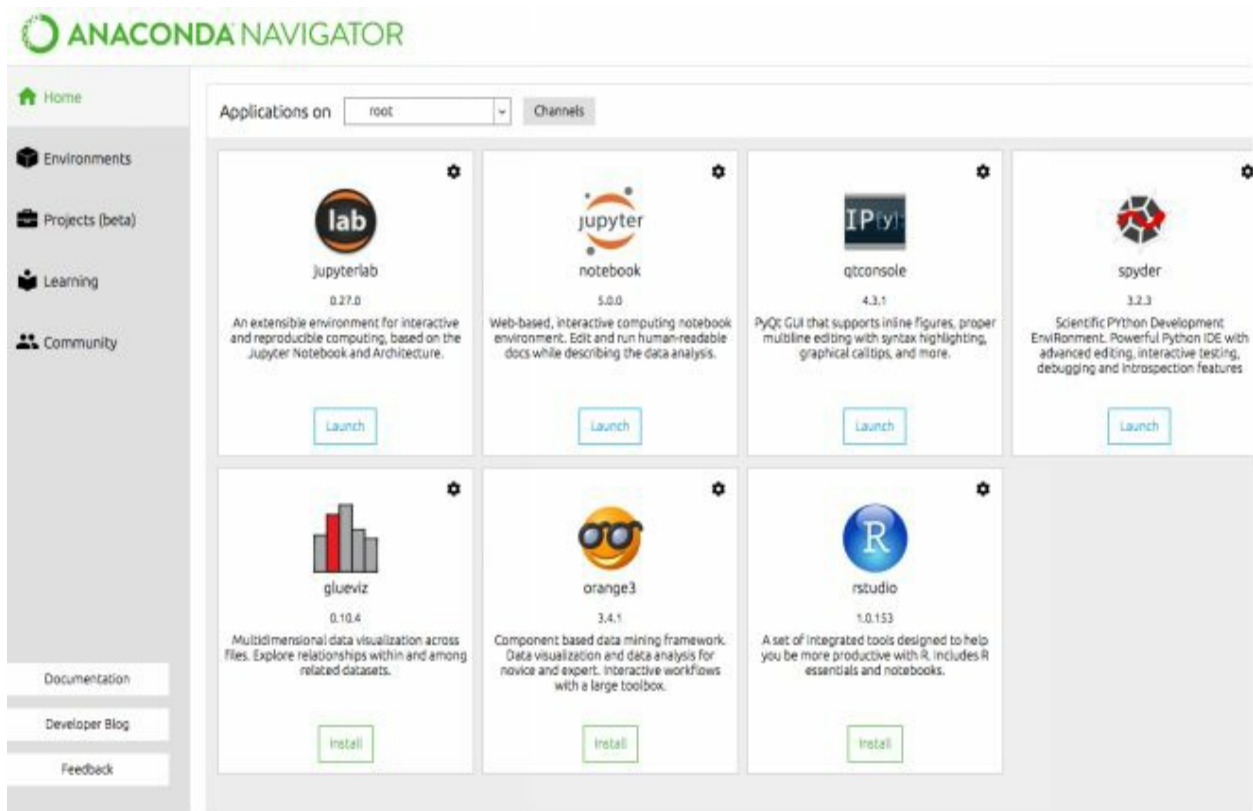 ANACONDA NAVIGATOR
Home
Environments
Projects (beta)
Learning
Community
Documentation
Developer Blog
Feedback
Applications on
root
Channels
lab
jupyterlab
0.27.0
An extensible environment for interactive
and reproducible computing, based on the
Jupyter Notebook and Architecture.
Launch
jupyter
notebook
5.0.0
Web-based, interactive computing notebook
environment. Edit and run human-readable
docs while describing the data analysis.
Launch
IP[y]:
qtconsole
4.3.1
PyQt GUI that supports inline figures, proper
multiline editing with syntax highlighting,
graphical calltips, and more.
Launch
spyder
3.2.3
Scientific PYthon Development
EnviRonment. Powerful Python IDE with
advanced editing, interactive testing,
debugging and introspection features
Launch
glueviz
0.10.4
Multidimensional data visualization across
files. Explore relationships within and among
related datasets.
Install
orange3
3.4.1
Component based data mining framework.
Data visualization and data analysis for
novice and expert. Interactive workflows
with a large toolbox.
Install
R
rstudio
1.0.153
A set of integrated tools designed to help
you be more productive with R. Includes R
essentials and notebooks.
Install